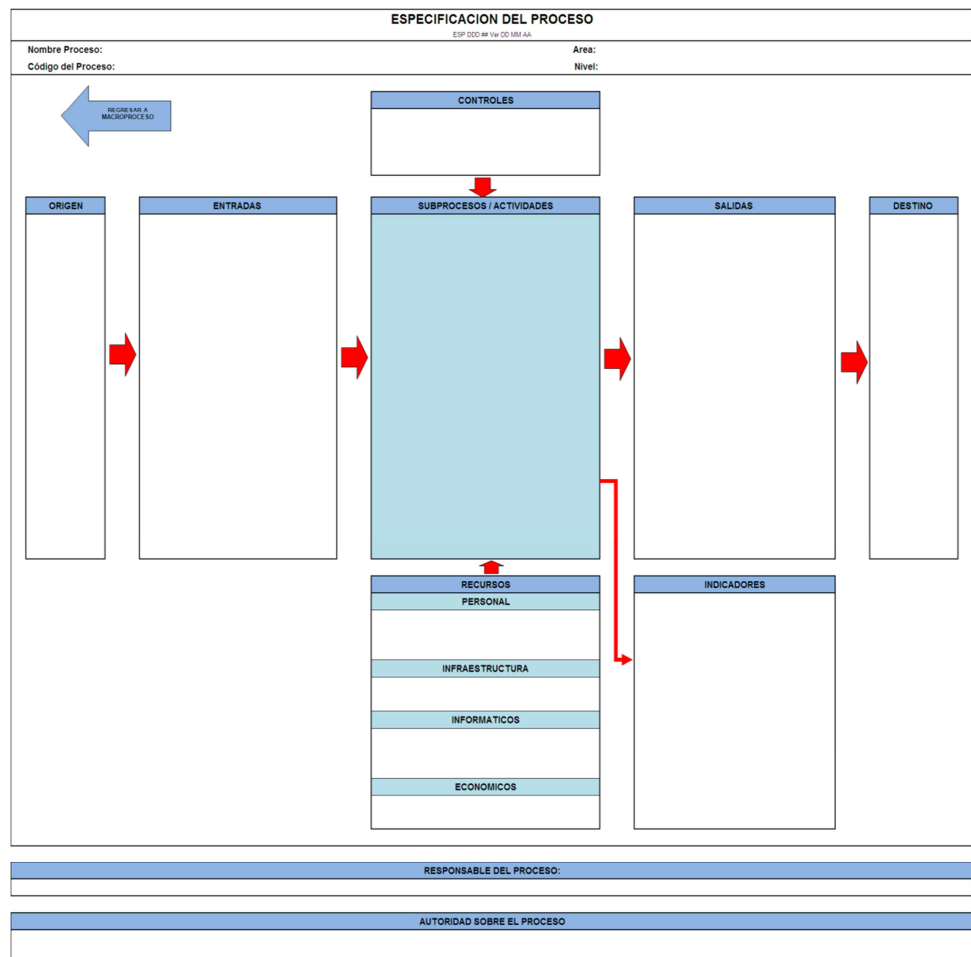 ESPECIFICACION DEL PROCESO
ESP DDD ## Ver DD MM AA
Nombre Proceso:
Area:
Código del Proceso:
Nivel:
REGRESAR A
MACROPROCESO
CONTROLES
ORIGEN
ENTRADAS
SUBPROCESOS / ACTIVIDADES
SALIDAS
DESTINO
RECURSOS
PERSONAL
INFRAESTRUCTURA
INFORMATICOS
ECONOMICOS
INDICADORES
RESPONSABLE DEL PROCESO:
AUTORIDAD SOBRE EL PROCESO